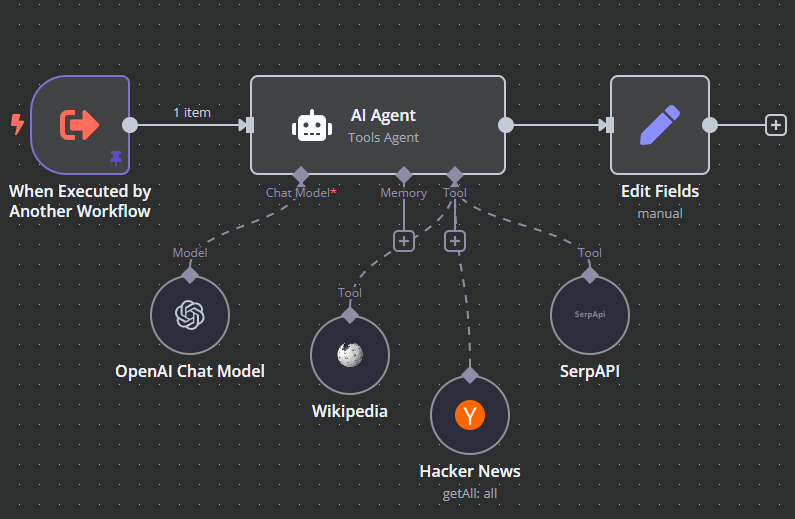 1 item
AI Agent
Tools Agent
When Executed by
Another Workflow
Chat Model*
Memory
Tool
Edit Fields
manual
Model
Tool
Tool
SerpApi
OpenAI Chat Model
Wikipedia
SerpAPI
Y
Hacker News
getAll: all